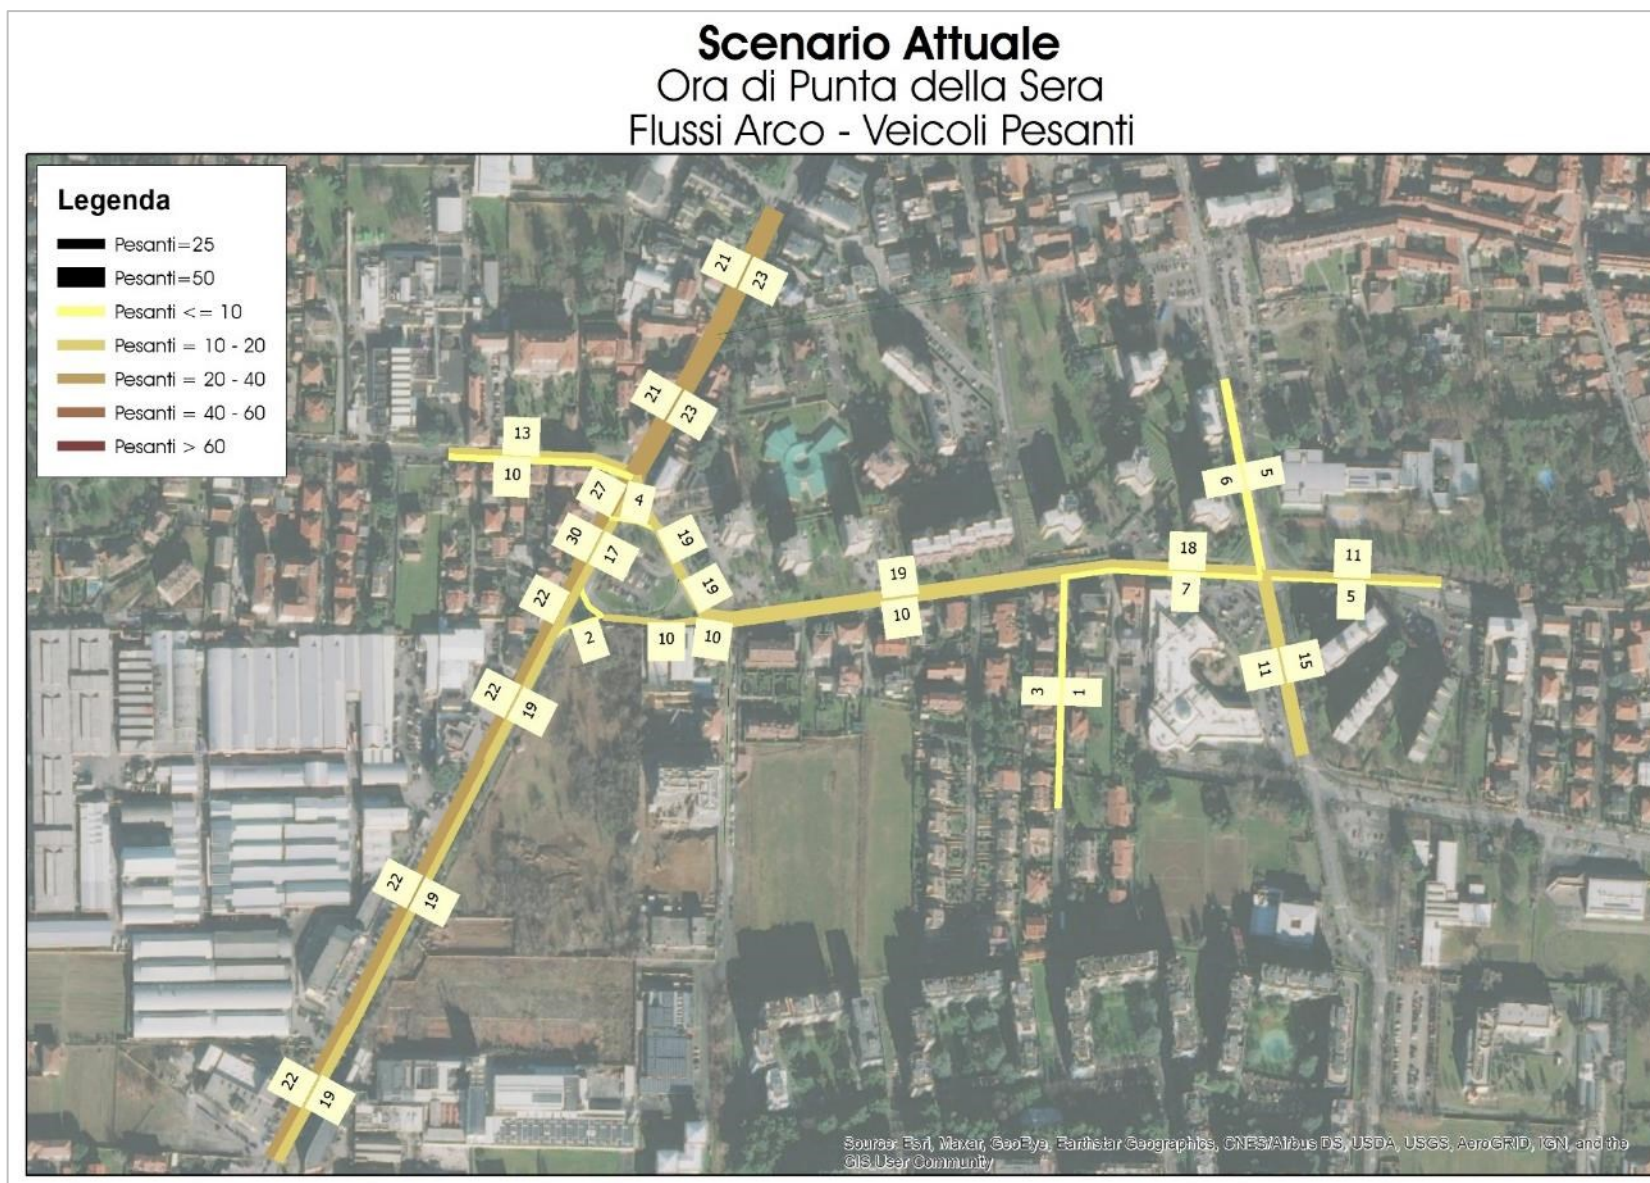 Scenario Attuale
Ora di Punta della Sera
Flussi Arco - Veicoli Pesanti
Legenda
Pesanti=25
Pesanti=50
Pesanti <= 10
Pesanti = 10 - 20
Pesanti = 20 - 40
Pesanti = 40 - 60
Pesanti > 60
21
23
21
23
13
10
27
4
30
17
19
19
22
2
10
10
19
10
18
7
6
5
11
5
11
15
3
1
22
19
22
19
22
19
Source: Esri, Maxar, GeoEye, Earthstar Geographics, CNES/Airbus DS, USDA, USGS, AeroGRID, IGN, and the
GIS User Community